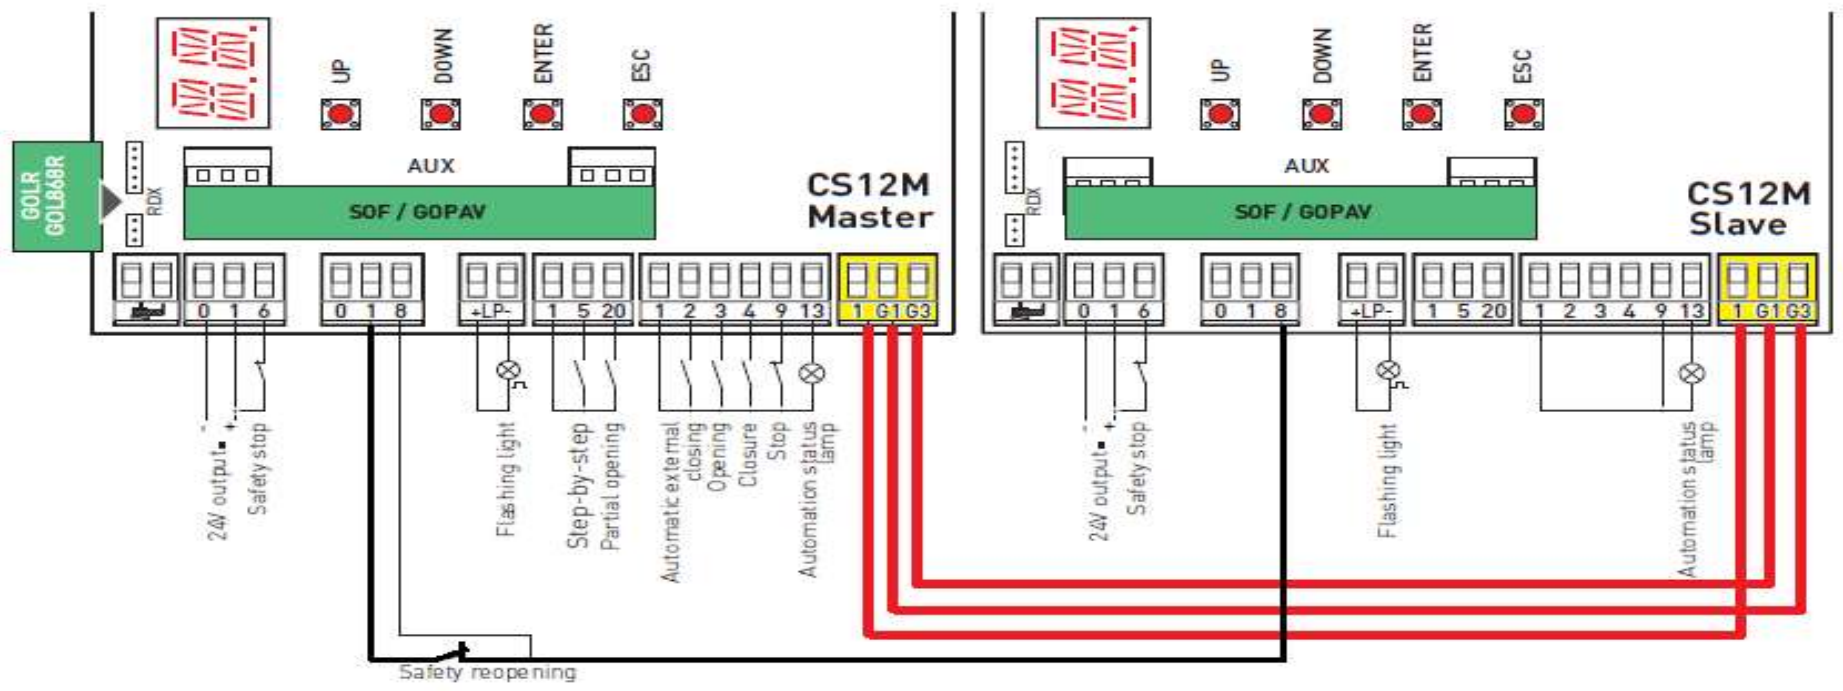 UP
DOWN
ENTER
ESC
UP
DOWN
ENTER
ESC
GOLR
GOL868R
RDX
AUX
SOF / GOPAV
CS12M
Master
RDX
AUX
SOF / GOPAV
CS12M
Slave
0 1 6
0 1 8
+LP-
1 5 20
1 2 3 4 9 13
1 G1 G3
0 1 6
0 1 8
+LP-
1 5 20
1 2 3 4 9 13
1 G1 G3
- 24V output +
Safety stop
Flashing light
Step-by-step
Partial opening
Automatic external
closing
Opening
Closure
Stop
Automation status
lamp
- 24V output +
Safety stop
Flashing light
Automation status
lamp
Safety reopening